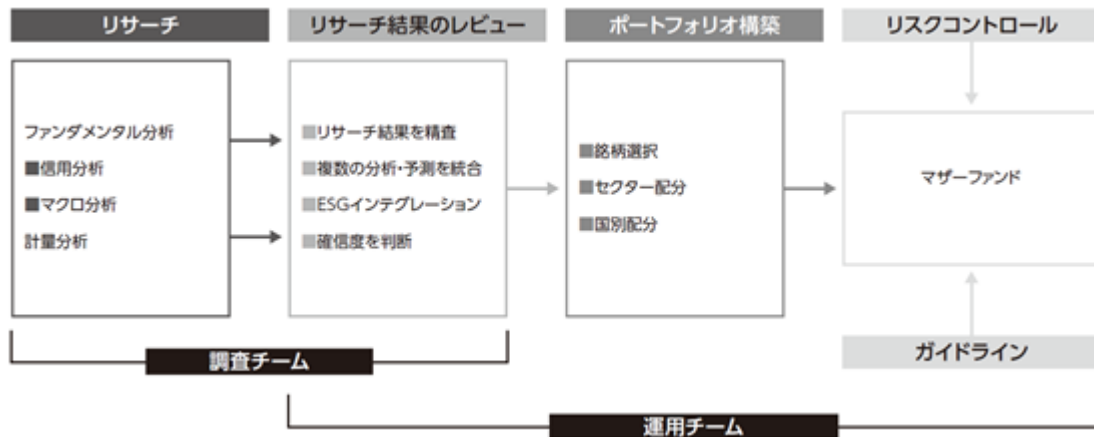 リサーチ
ファンダメンタル分析
■信用分析
■マクロ分析
計量分析
リサーチ結果のレビュー
■リサーチ結果を精査
■複数の分析・予測を統合
■ESGインテグレーション
■確信度を判断
ポートフォリオ構築
■銘柄選択
■セクター配分
■国別配分
リスクコントロール
マザーファンド
ガイドライン
調査チーム
運用チーム